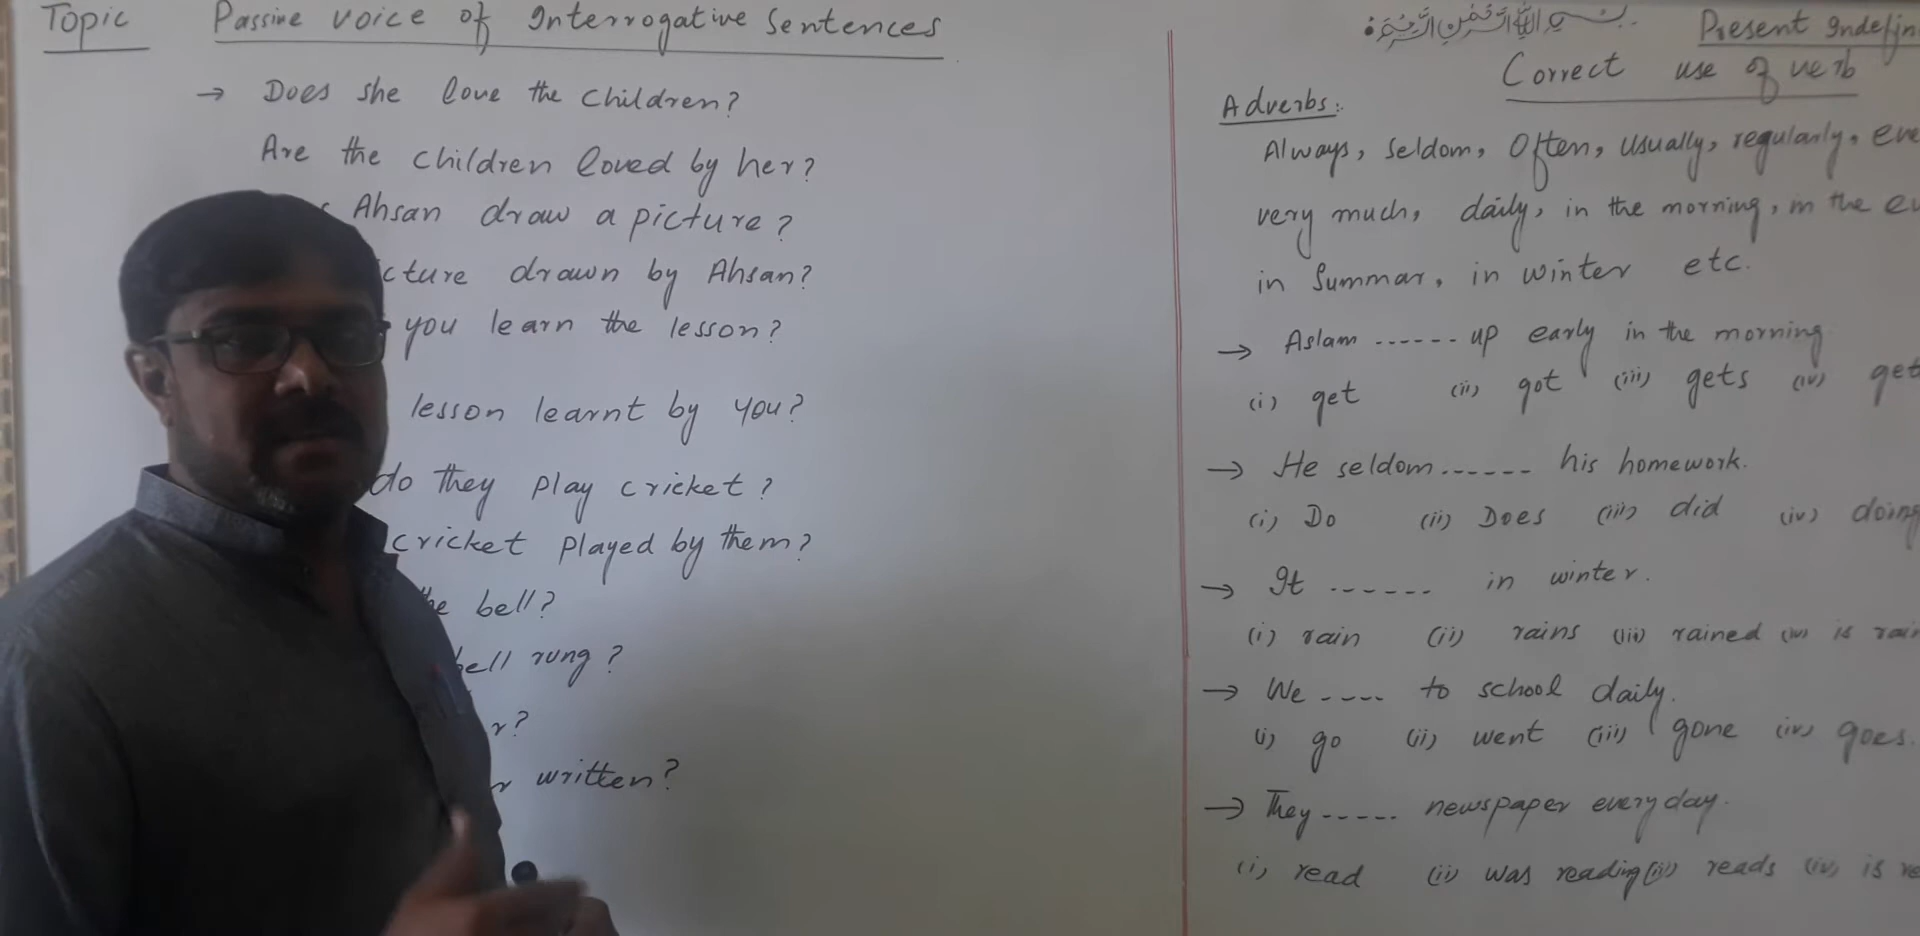 Topic Passive voice of Interrogative Sentences
→ Does she love the children?
Are the children loved by her?
Ahsan draw a picture?
drawn by Ahsan?
you learn the lesson?
lesson learnt by you?
do they play cricket?
cricket played by them?
bell?
bell rung?
written?
بسم اللہ الرحمن الرحیم
Present Indefin
Correct use of verb
Adverbs:
Always, seldom, Often, usually, regularly,
very much, daily, in the morning, in the
in Summar, in winter etc.
→ Aslam ------ up early in the morning
(i) get (ii) got (iii) gets (iv) get
→ He seldom ------ his homework.
(i) Do (ii) Does (iii) did (iv) doing
→ It ------ in winter.
(i) rain (ii) rains (iii) rained (iv) is
→ We ---- to school daily.
(i) go (ii) went (iii) gone (iv) goes.
→ They ----- newspaper everyday.
(i) read (ii) was reading (iii) reads (iv) is